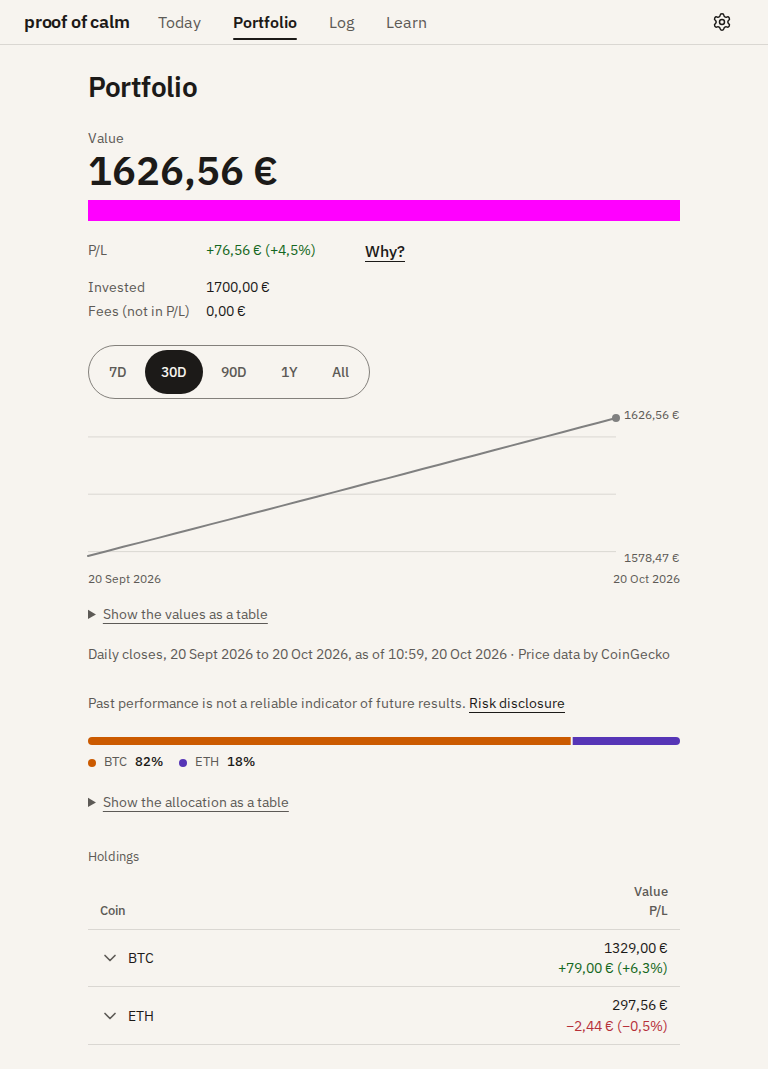 proof of calm Today Portfolio Log Learn
Portfolio
Value
1626,56 €
P/L +76,56 € (+4,5%) Why?
Invested 1700,00 €
Fees (not in P/L) 0,00 €
7D 30D 90D 1Y All
1626,56 €
1578,47 €
20 Sept 2026 20 Oct 2026
Show the values as a table
Daily closes, 20 Sept 2026 to 20 Oct 2026, as of 10:59, 20 Oct 2026 · Price data by CoinGecko
Past performance is not a reliable indicator of future results. Risk disclosure
BTC 82% ETH 18%
Show the allocation as a table
Holdings
Value
Coin P/L
1329,00 €
BTC
+79,00 € (+6,3%)
297,56 €
ETH
−2,44 € (−0,5%)